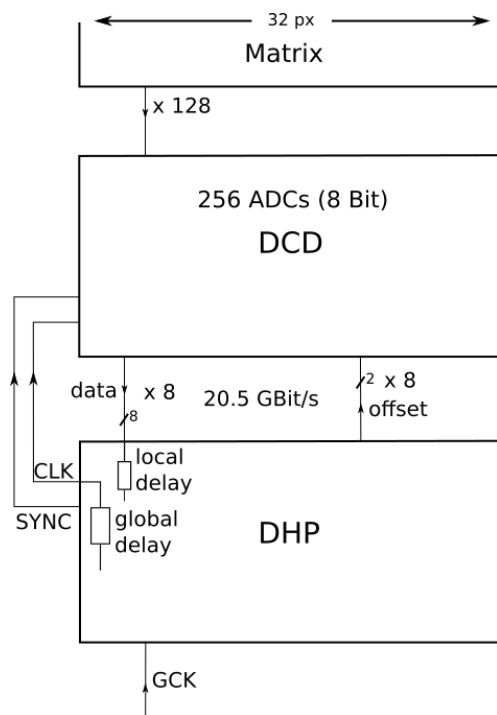 32 px
Matrix
x 128
256 ADCs (8 Bit)
DCD
data
x 8
8
20.5 GBit/s
2
x 8
offset
CLK
local
delay
SYNC
global
delay
DHP
GCK